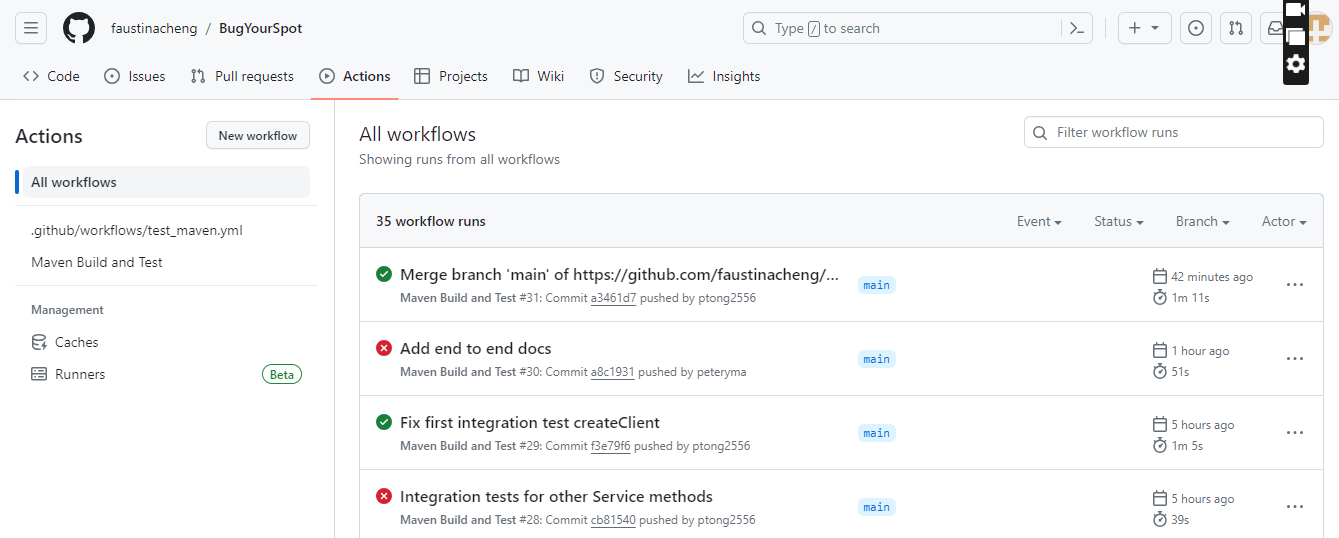 faustinacheng / BugYourSpot
Type / to search
Code
Issues
Pull requests
Actions
Projects
Wiki
Security
Insights
Actions
New workflow
All workflows
.github/workflows/test_maven.yml
Maven Build and Test
Management
Caches
Runners
Beta
All workflows
Showing runs from all workflows
Filter workflow runs
35 workflow runs
Event
Status
Branch
Actor
Merge branch 'main' of https://github.com/faustinacheng/...
Maven Build and Test #31: Commit a3461d7 pushed by ptong2556
main
42 minutes ago
1m 11s
Add end to end docs
Maven Build and Test #30: Commit a8c1931 pushed by peteryma
main
1 hour ago
51s
Fix first integration test createClient
Maven Build and Test #29: Commit f3e79f6 pushed by ptong2556
main
5 hours ago
1m 5s
Integration tests for other Service methods
Maven Build and Test #28: Commit cb81540 pushed by ptong2556
main
5 hours ago
39s